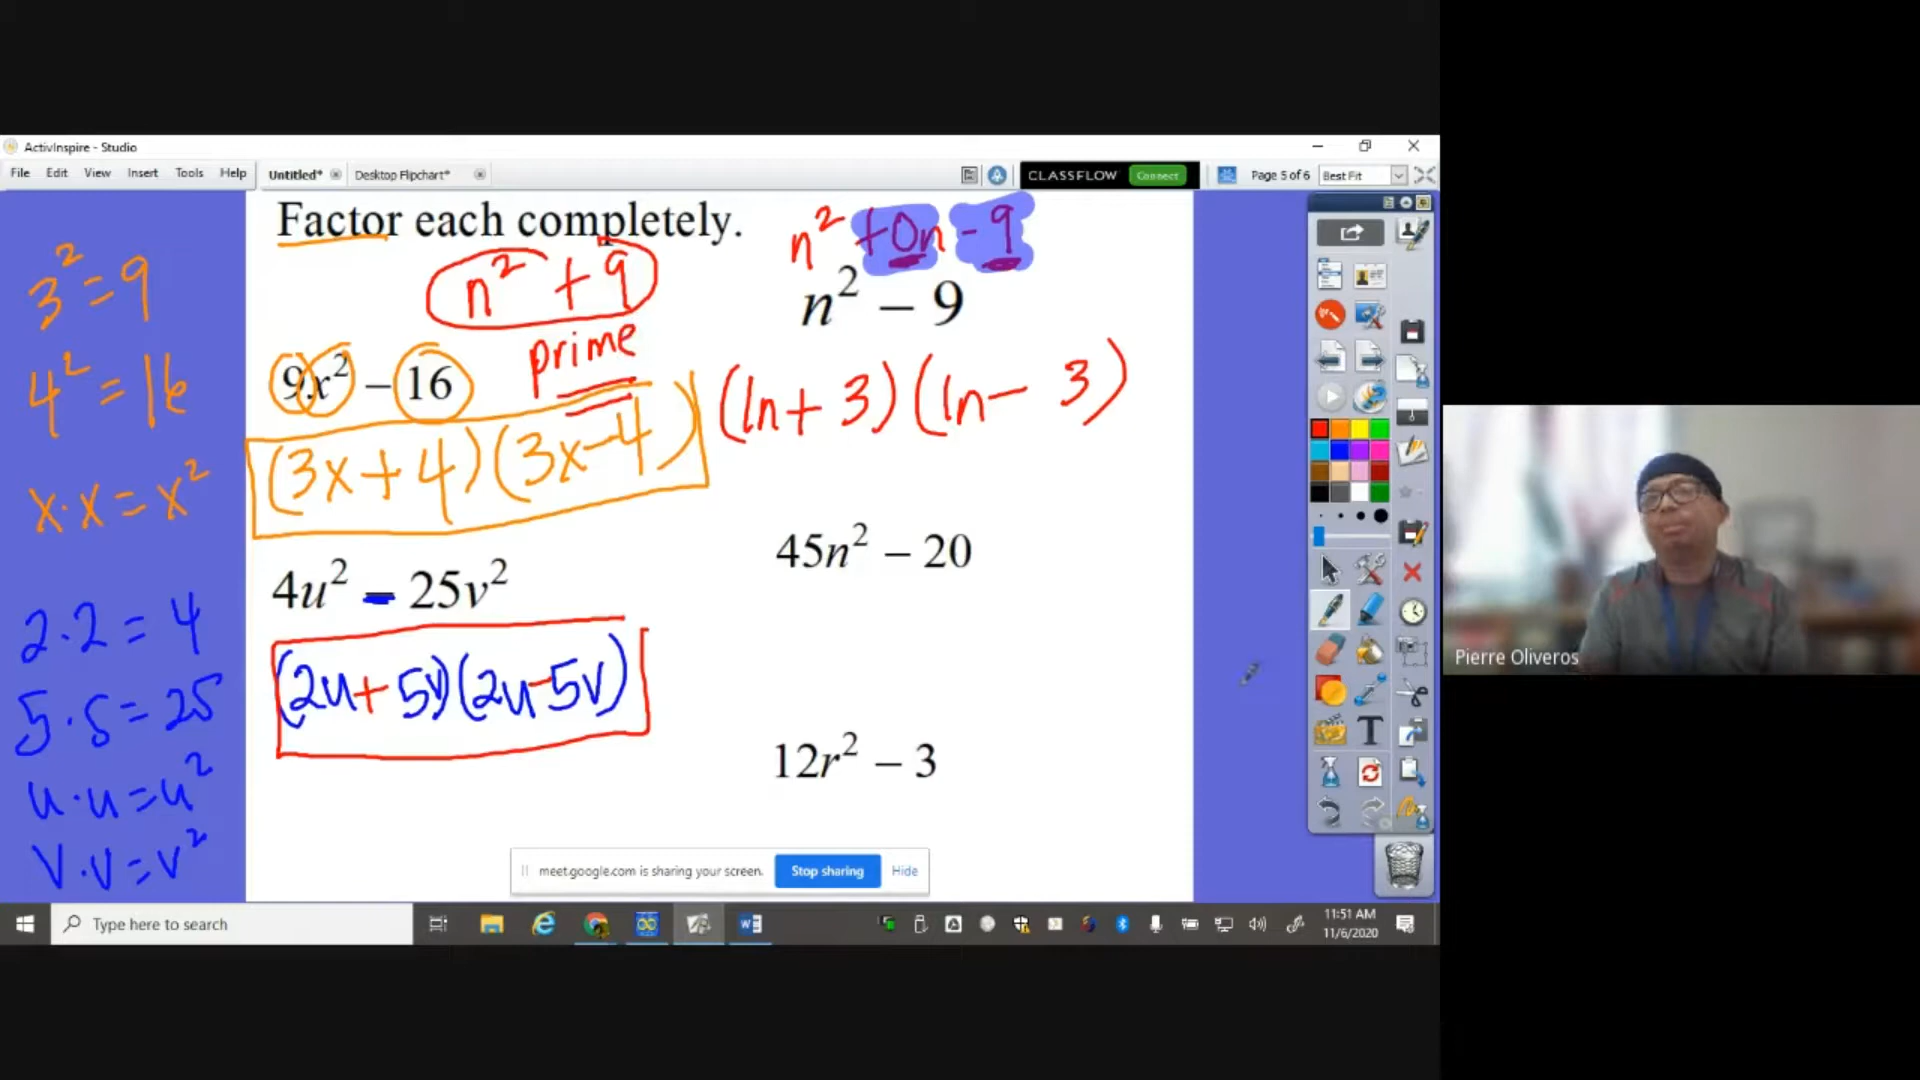 ActivInspire - Studio
File Edit View Insert Tools Help
Untitled* Desktop Flipchart*
CLASSFLOW Connect
Page 5 of 6 Best Fit
Factor each completely.
n² + 0n - 9
n² + 9
prime
n² − 9
3² = 9
4² = 16
x·x = x²
9x² − 16
(3x + 4)(3x - 4)
(1n + 3)(1n - 3)
45n² − 20
4u² - 25v²
(2u + 5v)(2u - 5v)
2·2 = 4
5·5 = 25
u·u = u²
v·v = v²
12r² − 3
T
Pierre Oliveros
meet.google.com is sharing your screen. Stop sharing Hide
Type here to search
11:51 AM
11/6/2020